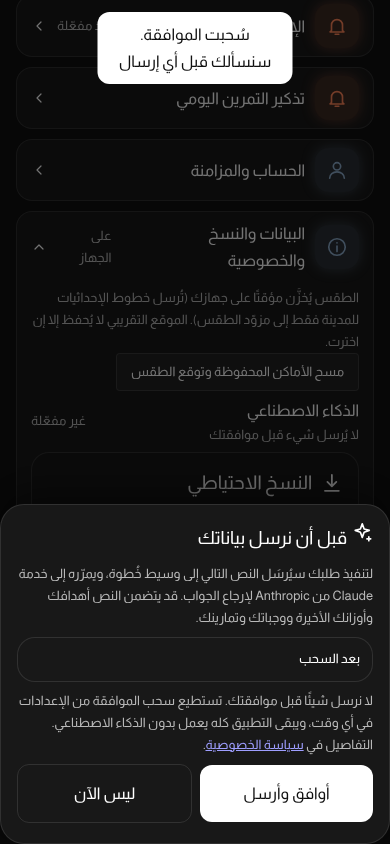 سُحبت الموافقة.
سنسألك قبل أي إرسال
تذكير التمرين اليومي
الحساب والمزامنة
البيانات والنسخ
والخصوصية
على
الجهاز
الطقس يُخزَّن مؤقتًا على جهازك (تُرسل خطوط الإحداثيات
للمدينة فقط إلى مزوّد الطقس). الموقع التقريبي لا يُحفظ إلا إن
اخترت.
مسح الأماكن المحفوظة وتوقع الطقس
الذكاء الاصطناعي
غير مفعّلة
لا يُرسل شيء قبل موافقتك
النسخ الاحتياطي
قبل أن نرسل بياناتك
لتنفيذ طلبك سيُرسَل النص التالي إلى وسيط خُطوة، ويمرّره إلى خدمة
Claude من Anthropic لإرجاع الجواب. قد يتضمن النص أهدافك
وأوزانك الأخيرة ووجباتك وتمارينك.
بعد السحب
لا نرسل شيئًا قبل موافقتك. تستطيع سحب الموافقة من الإعدادات
في أي وقت، ويبقى التطبيق كله يعمل بدون الذكاء الاصطناعي.
التفاصيل في سياسة الخصوصية.
أوافق وأرسل
ليس الآن